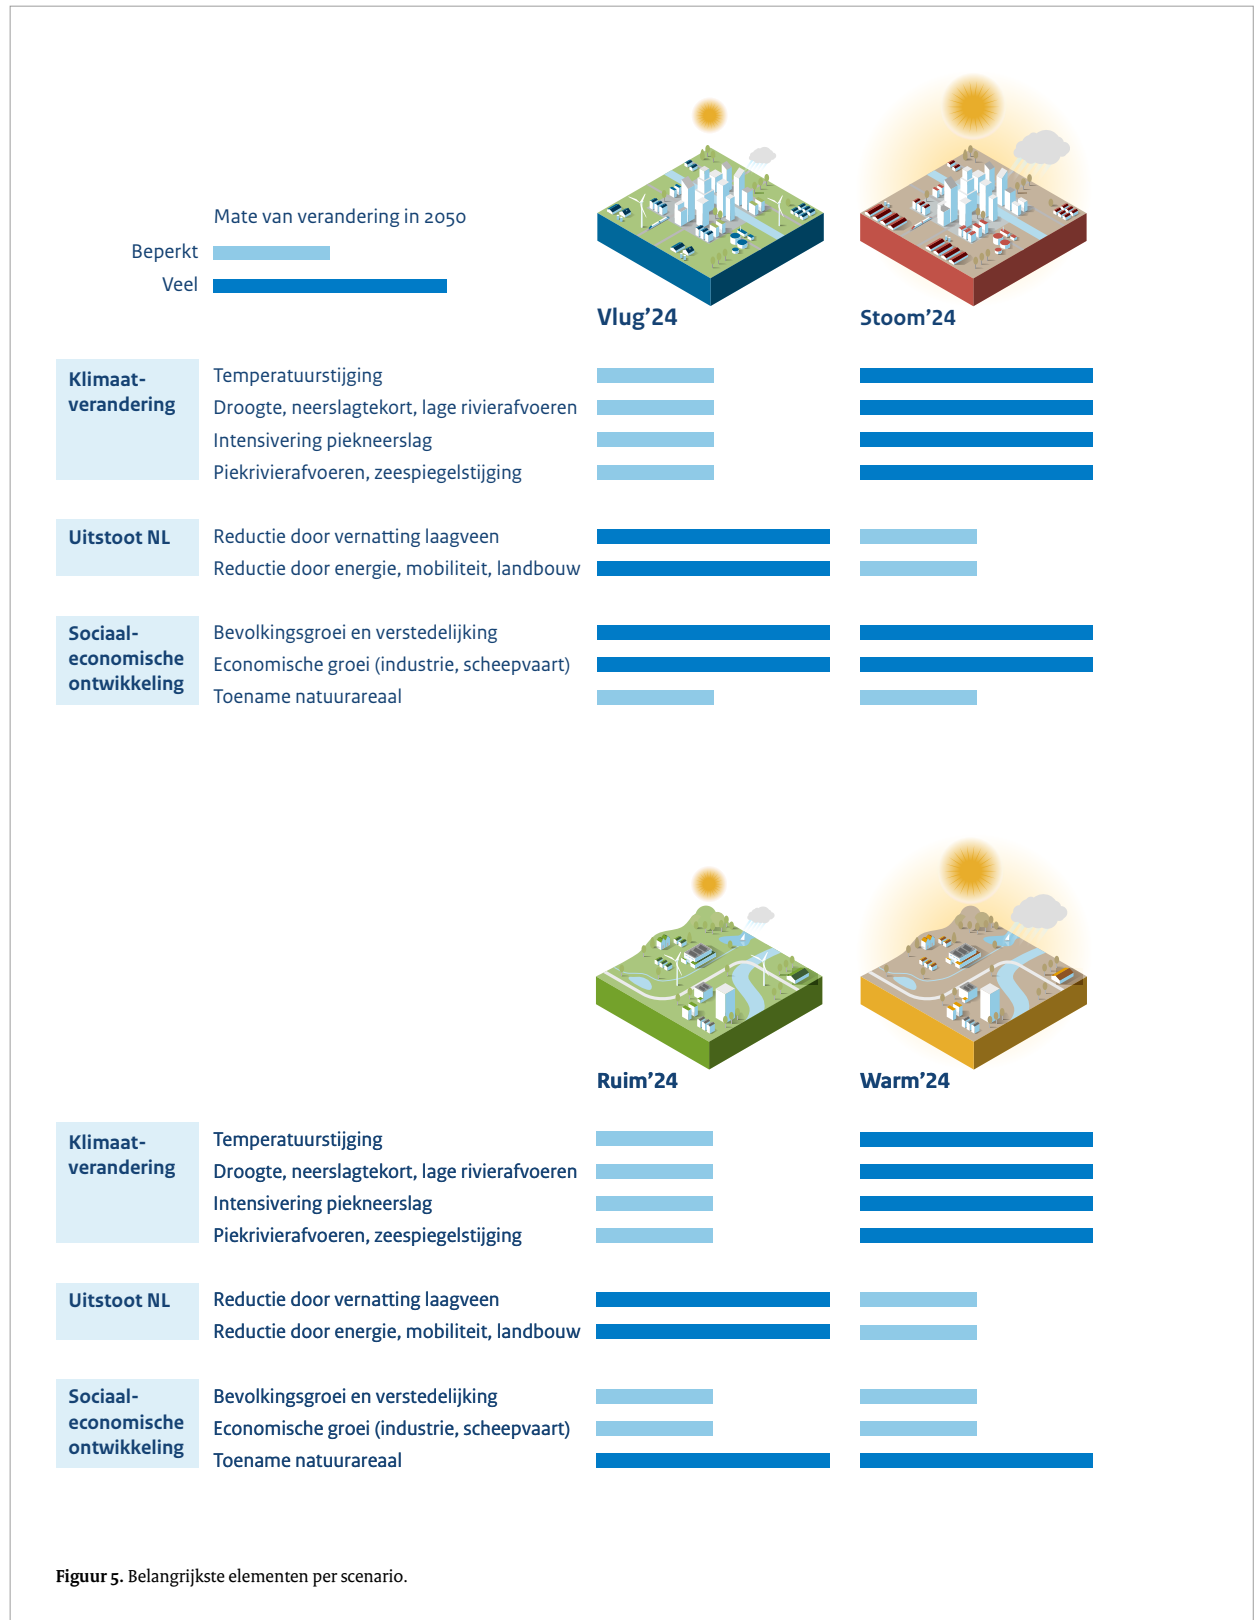 Mate van verandering in 2050
Beperkt
Veel
Vlug’24
Stoom’24
Klimaat-
verandering
Temperatuurstijging
Droogte, neerslagtekort, lage rivierafvoeren
Intensivering piekneerslag
Piekrivierafvoeren, zeespiegelstijging
Uitstoot NL
Reductie door vernatting laagveen
Reductie door energie, mobiliteit, landbouw
Sociaal-
economische
ontwikkeling
Bevolkingsgroei en verstedelijking
Economische groei (industrie, scheepvaart)
Toename natuurareaal
Ruim’24
Warm’24
Klimaat-
verandering
Temperatuurstijging
Droogte, neerslagtekort, lage rivierafvoeren
Intensivering piekneerslag
Piekrivierafvoeren, zeespiegelstijging
Uitstoot NL
Reductie door vernatting laagveen
Reductie door energie, mobiliteit, landbouw
Sociaal-
economische
ontwikkeling
Bevolkingsgroei en verstedelijking
Economische groei (industrie, scheepvaart)
Toename natuurareaal
Figuur 5. Belangrijkste elementen per scenario.